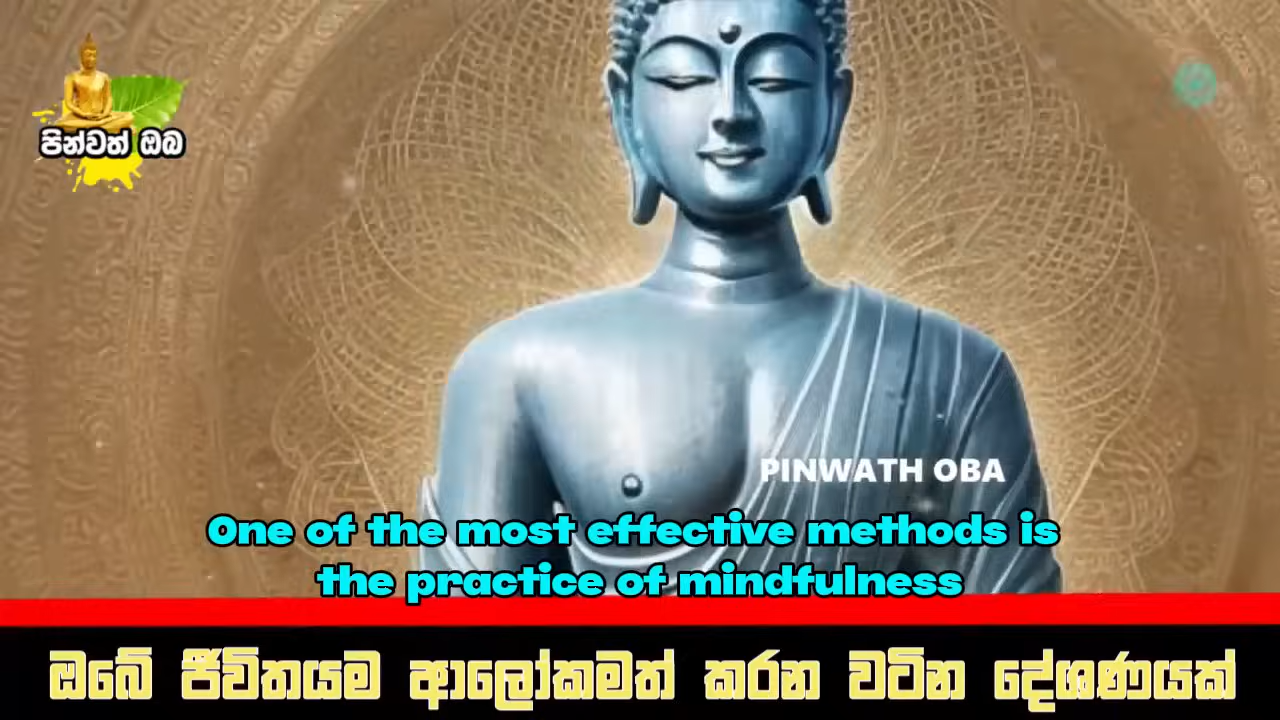 පින්වත් ඔබ
PINWATH OBA
One of the most effective methods is
the practice of mindfulness
ඔබේ ජීවිතයම ආලෝකමත් කරන වටින දේශණයක්